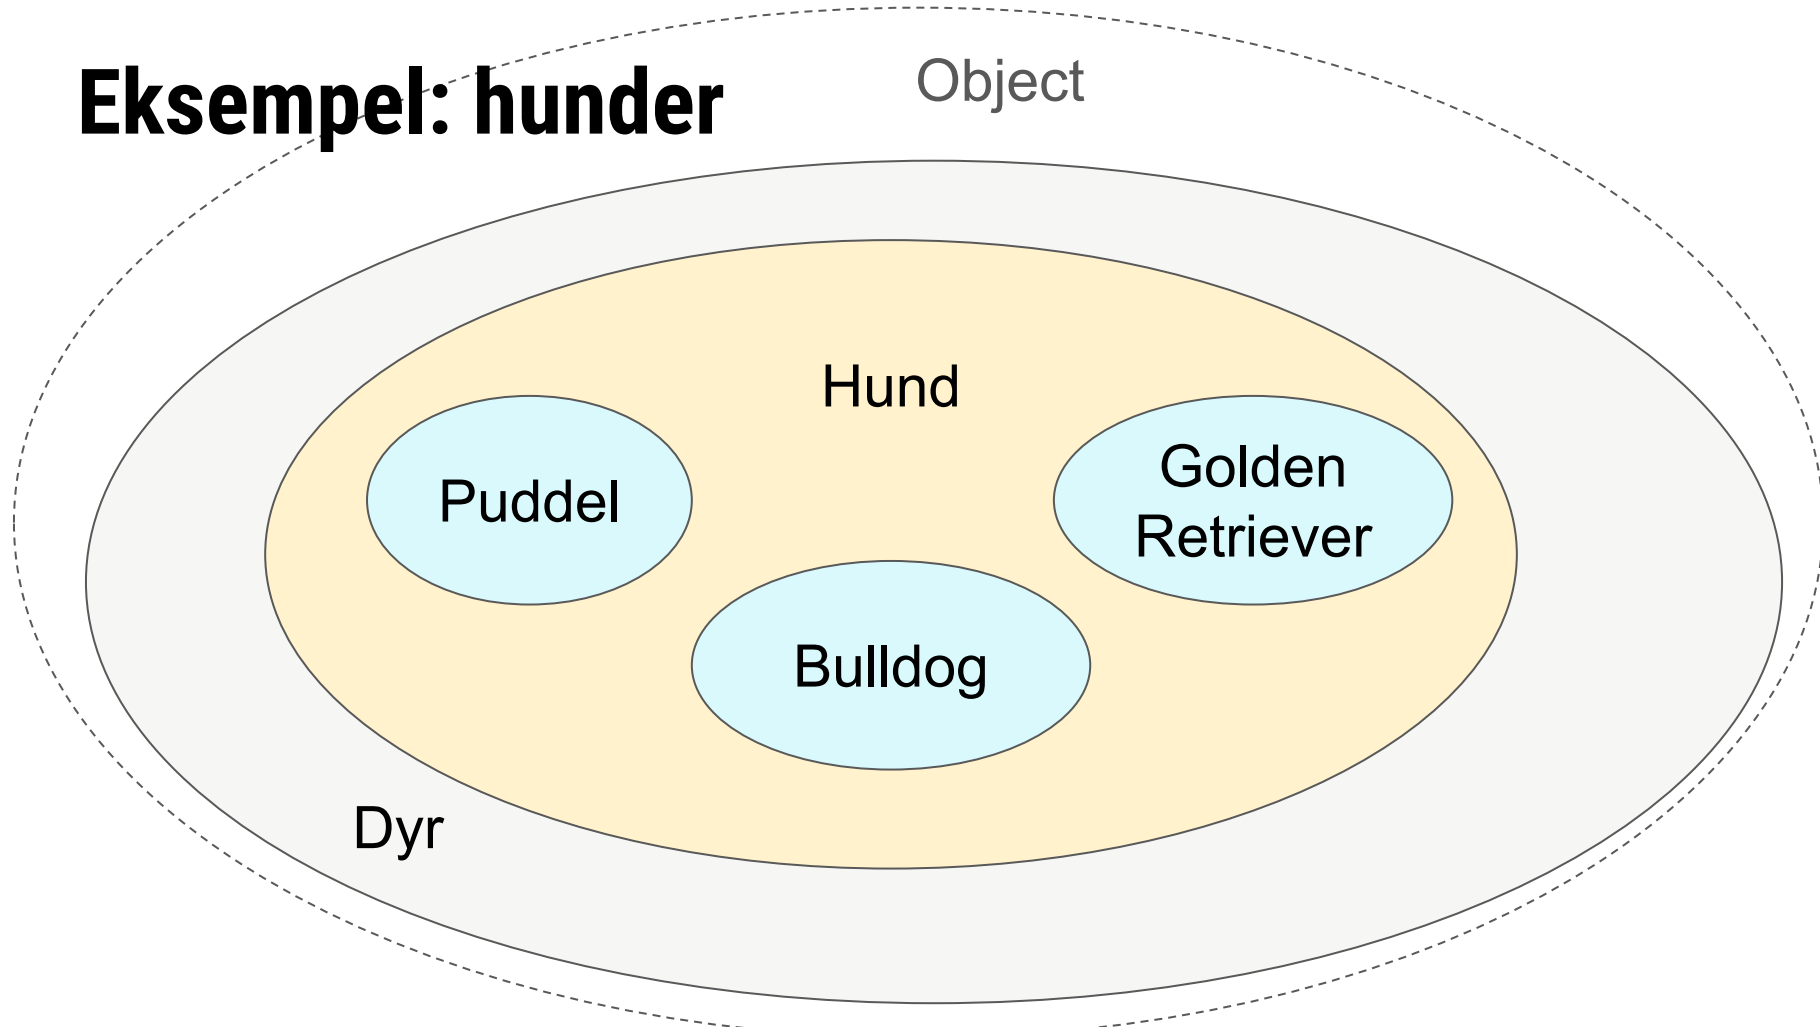 Eksempel: hunder
Object
Hund
Puddel
Golden
Retriever
Bulldog
Dyr